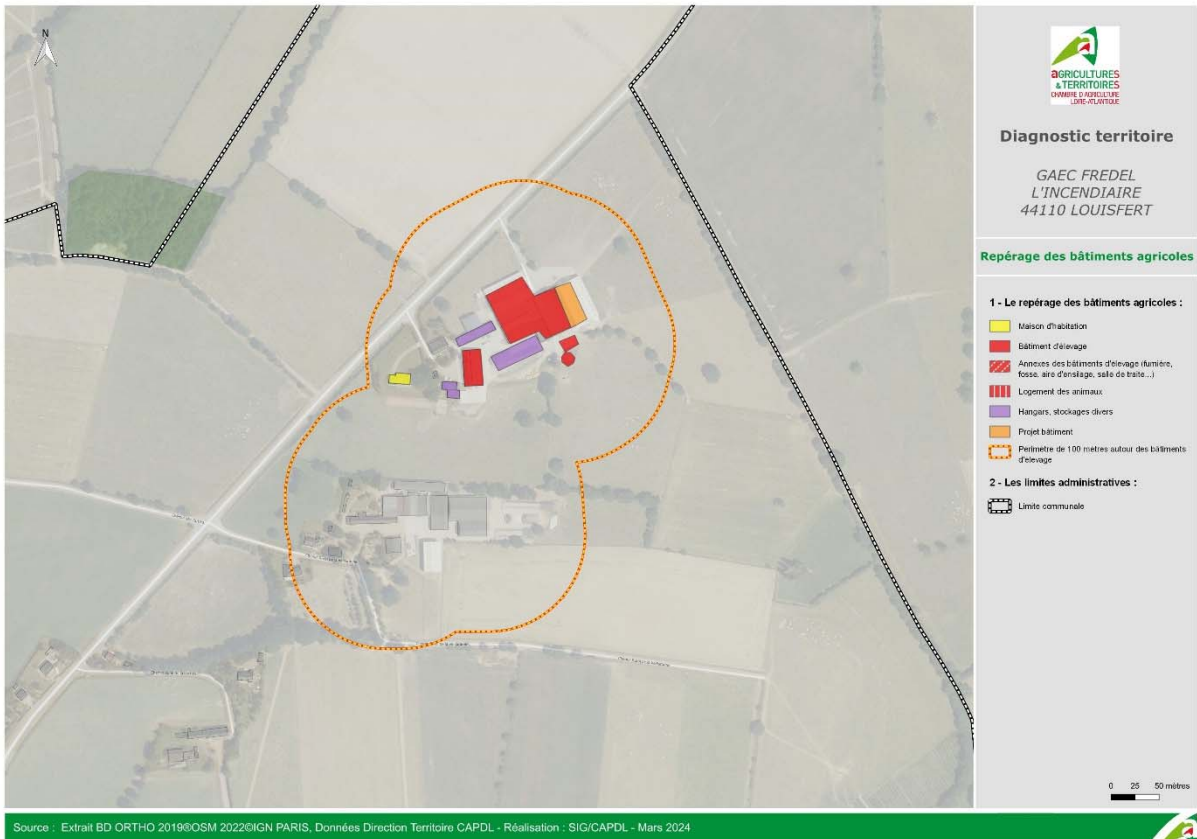 N
aGRICULTURES
& TERRITOIRES
CHAMBRE D'AGRICULTURE
LOIRE-ATLANTIQUE
Diagnostic territoire
GAEC FREDEL
L'INCENDIAIRE
44110 LOUISFERT
Repérage des bâtiments agricoles
1 - Le repérage des bâtiments agricoles :
Maison d'habitation
Bâtiment d'élevage
Annexes des bâtiments d'élevage (fumière,
fosse, aire d'ensilage, salle de traite...)
Logement des animaux
Hangars, stockages divers
Projet bâtiment
Périmètre de 100 mètres autour des bâtiments
d'élevage
2 - Les limites administratives :
Limite communale
0 25 50 mètres
Source : Extrait BD ORTHO 2019®OSM 2022©IGN PARIS, Données Direction Territoire CAPDL - Réalisation : SIG/CAPDL - Mars 2024